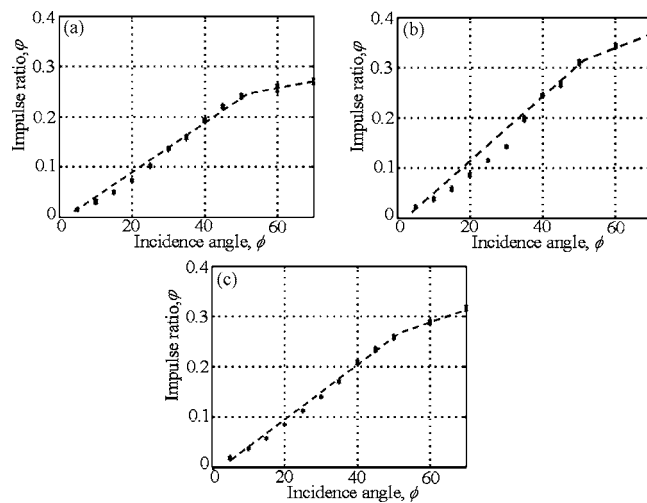 (a)
Impulse ratio,φ
0.4
0.3
0.2
0.1
0
20
40
60
Incidence angle, ϕ
(b)
Impulse ratio,φ
0.4
0.3
0.2
0.1
0
20
40
60
Incidence angle, ϕ
(c)
Impulse ratio,φ
0.4
0.3
0.2
0.1
0
0
20
40
60
Incidence angle, ϕ